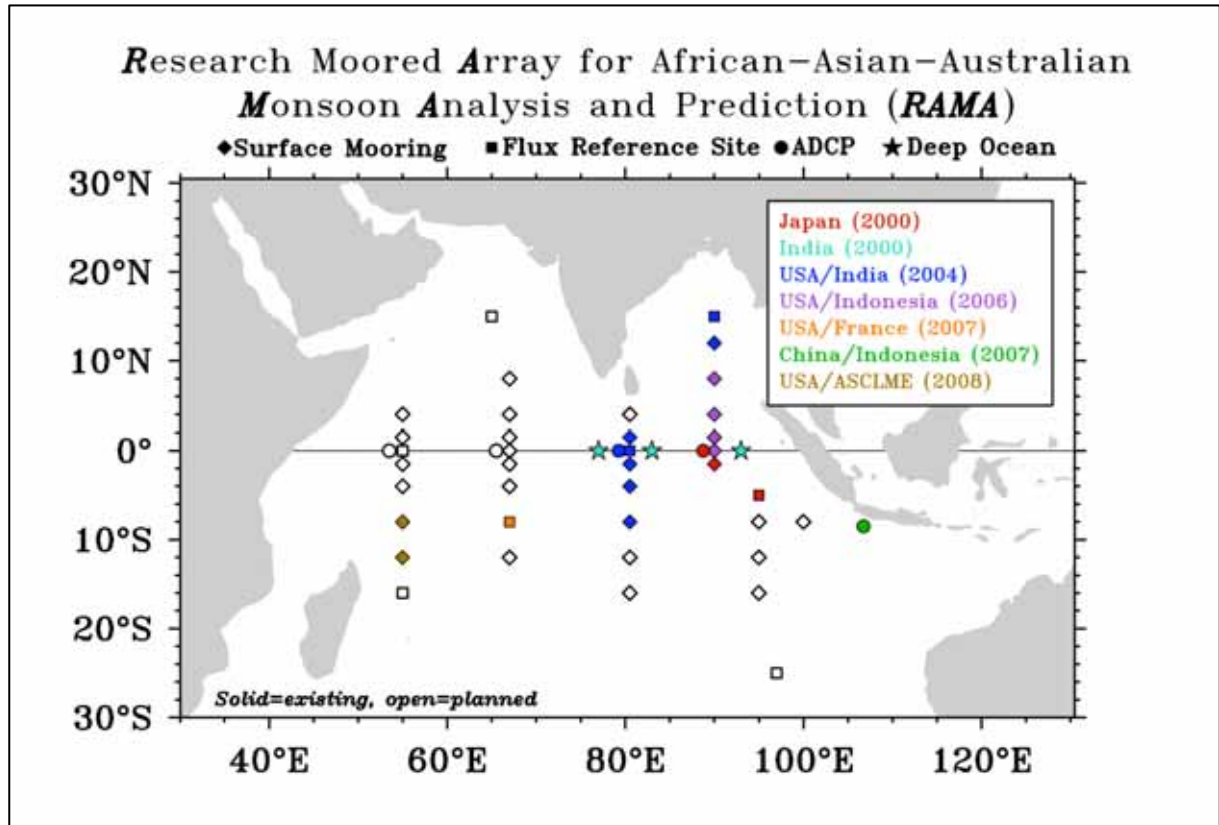 Research Moored Array for African-Asian-Australian
Monsoon Analysis and Prediction (RAMA)
Surface Mooring Flux Reference Site ADCP Deep Ocean
30°N
Japan (2000)
India (2000)
20°N
USA/India (2004)
USA/Indonesia (2006)
USA/France (2007)
10°N
China/Indonesia (2007)
USA/ASCLME (2008)
0°
10°S
20°S
Solid=existing, open=planned
30°S
40°E 60°E 80°E 100°E 120°E